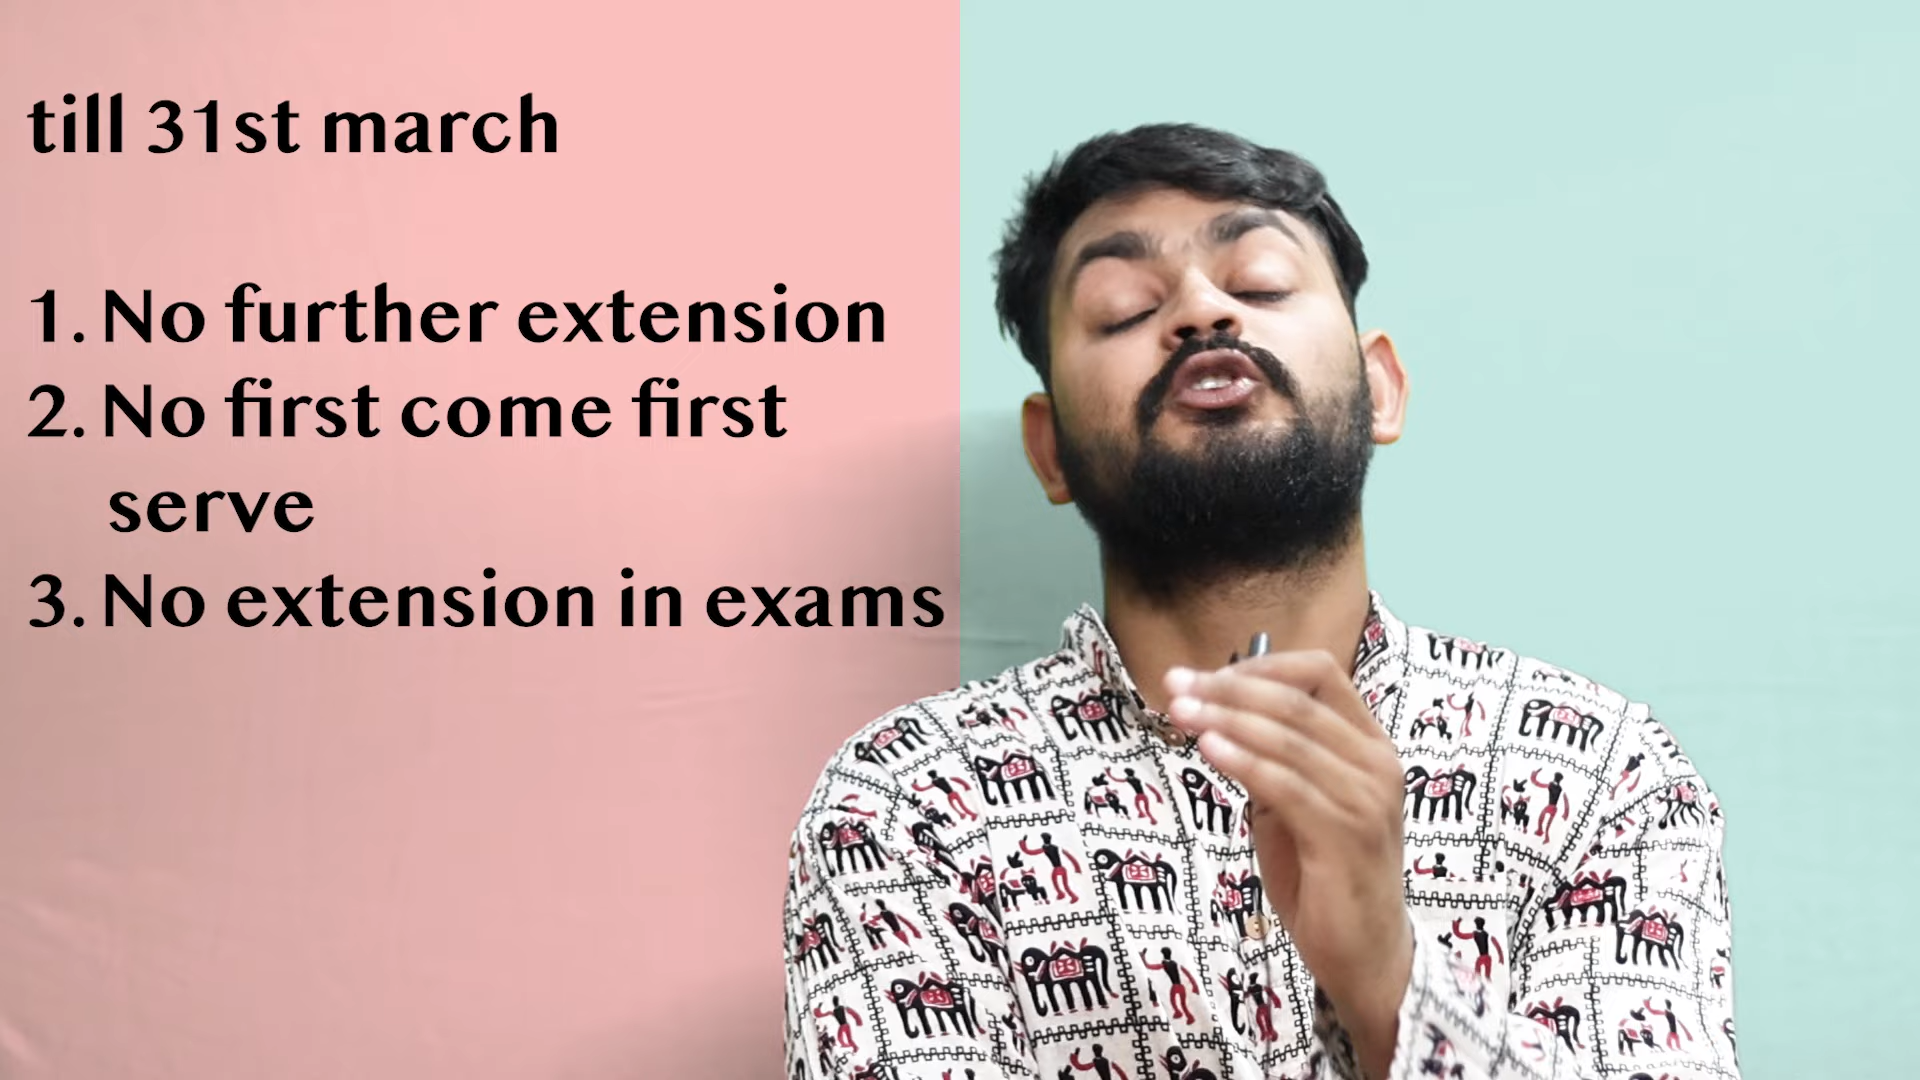 till 31st march
1. No further extension
2. No first come first
serve
3. No extension in exams